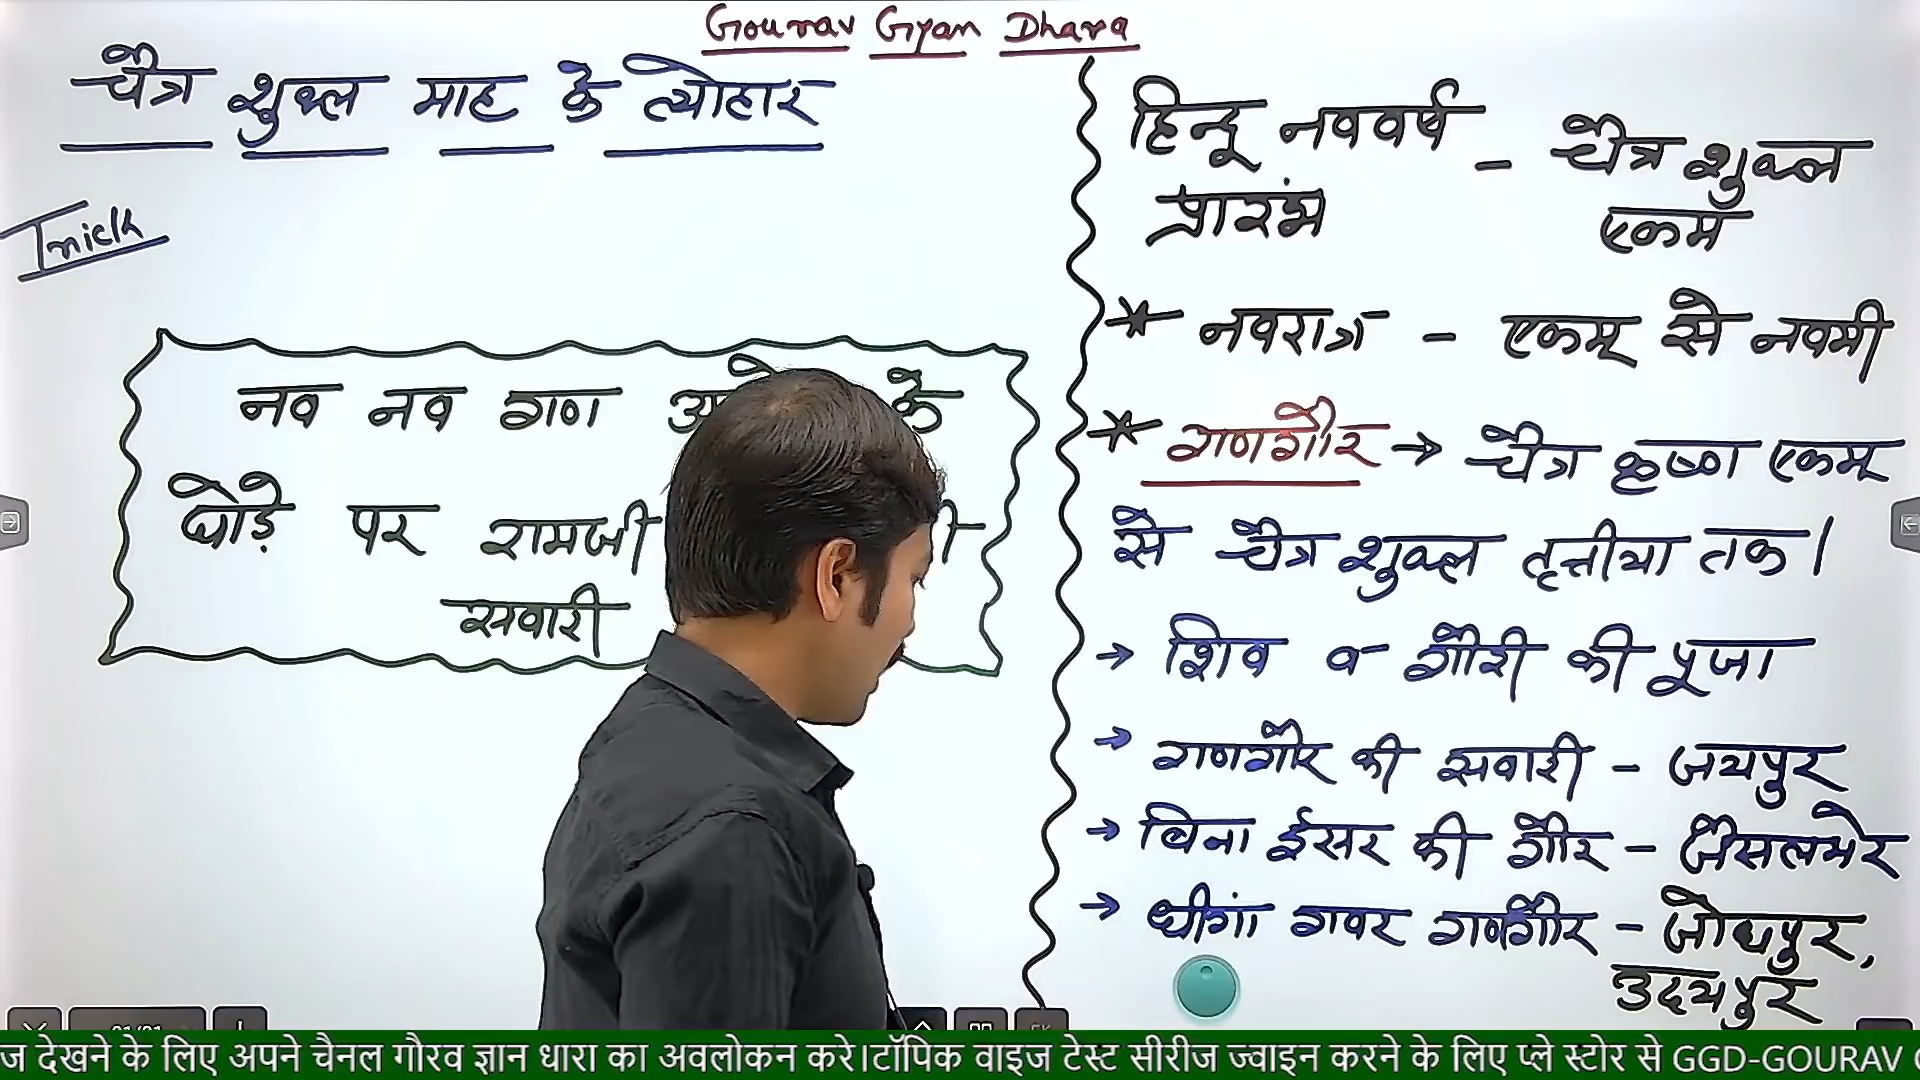 Gourav Gyan Dhara
चैत्र शुक्ल माह के त्योहार
Trick
नव नव गण के
घोड़े पर रामजी
सवारी
हिन्दू नववर्ष - चैत्र शुक्ल
प्रारंभ एकम
* नवरात्र - एकम् से नवमी
* गणगौर → चैत्र कृष्ण एकम्
से चैत्र शुक्ल तृत्तीया तक।
→ शिव व गौरी की पूजा
→ गणगौर की सवारी - जयपुर
→ बिना ईसर की गौर - जैसलमेर
→ धीगां गवर गणगौर - जोधपुर,
उदयपुर
ज देखने के लिए अपने चैनल गौरव ज्ञान धारा का अवलोकन करे।टॉपिक वाइज टेस्ट सीरीज ज्वाइन करने के लिए प्ले स्टोर से GGD-GOURAV